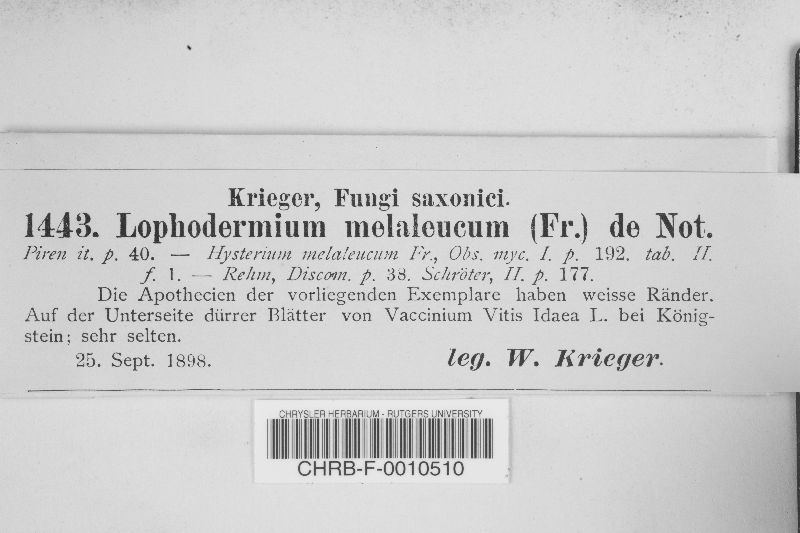 Krieger, Fungi saxonici.
1443. Lophodermium melaleucum (Fr.) de Not.
Piren it. p. 40. — Hysterium melaleucum Fr., Obs. myc. I. p. 192. tab. II.
f. 1. — Rehm, Discom. p. 38. Schröter, II. p. 177.
Die Apothecien der vorliegenden Exemplare haben weisse Ränder.
Auf der Unterseite dürrer Blätter von Vaccinium Vitis Idaea L. bei König-
stein; sehr selten.
25. Sept. 1898. leg. W. Krieger.
CHRYSLER HERBARIUM - RUTGERS UNIVERSITY
CHRB-F-0010510